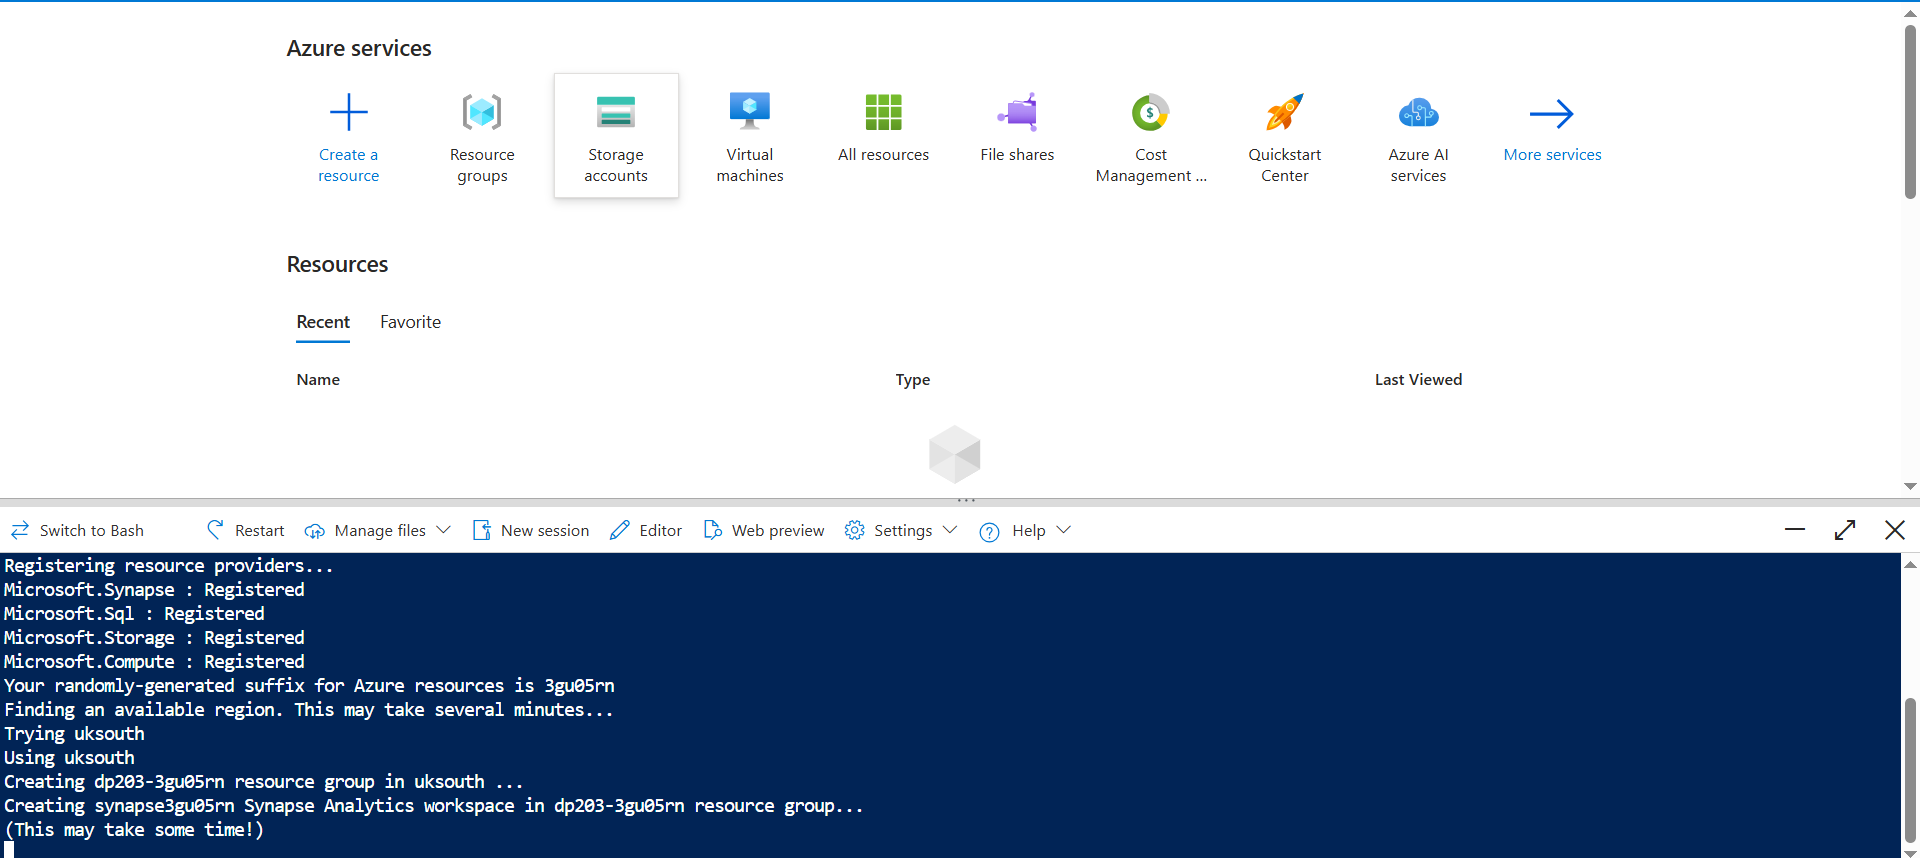 Azure services
Create a resource
Resource groups
Storage accounts
Virtual machines
All resources
File shares
Cost Management ...
Quickstart Center
Azure AI services
More services
Resources
Recent Favorite
Name Type Last Viewed
Switch to Bash Restart Manage files New session Editor Web preview Settings Help
Registering resource providers...
Microsoft.Synapse : Registered
Microsoft.Sql : Registered
Microsoft.Storage : Registered
Microsoft.Compute : Registered
Your randomly-generated suffix for Azure resources is 3gu05rn
Finding an available region. This may take several minutes...
Trying uksouth
Using uksouth
Creating dp203-3gu05rn resource group in uksouth ...
Creating synapse3gu05rn Synapse Analytics workspace in dp203-3gu05rn resource group...
(This may take some time!)